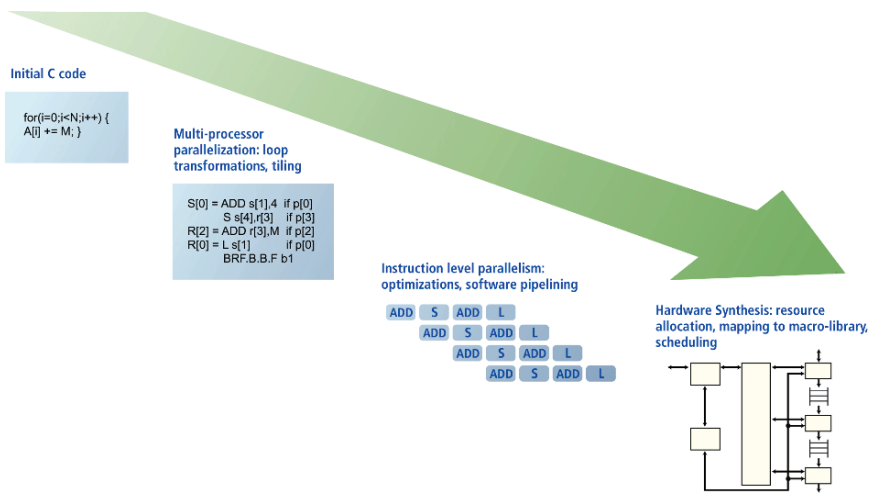 Initial C code
for(i=0;i<N;i++) {
A[i] += M; }
Multi-processor
parallelization: loop
transformations, tiling
S[0] = ADD s[1],4 if p[0]
S s[4],r[3] if p[3]
R[2] = ADD r[3],M if p[2]
R[0] = L s[1] if p[0]
BRF.B.B.F b1
Instruction level parallelism:
optimizations, software pipelining
ADD S ADD L
ADD S ADD L
ADD S ADD L
ADD S ADD L
Hardware Synthesis: resource
allocation, mapping to macro-library,
scheduling